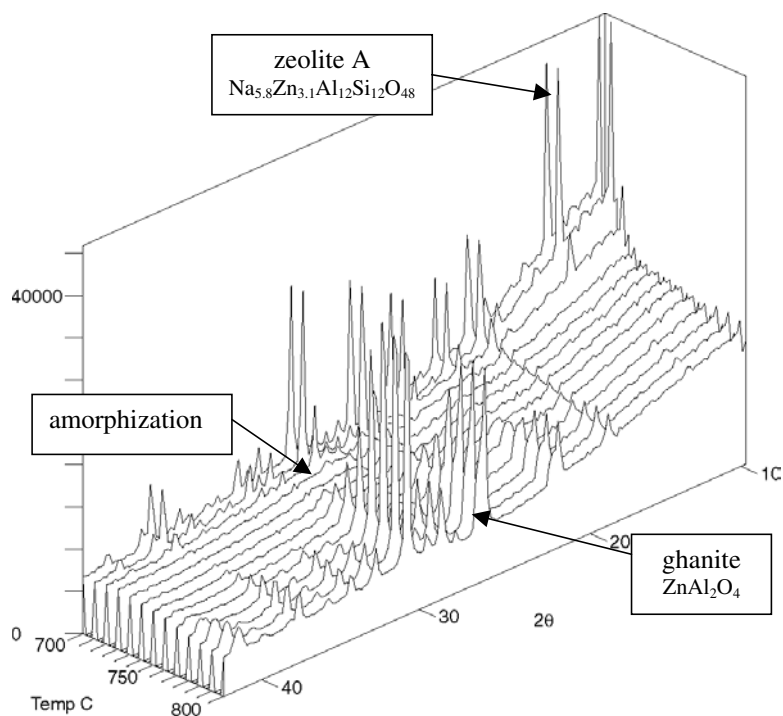 zeolite A
Na5.8Zn3.1Al12Si12O48
40000
amorphization
0
700
750
800
Temp C
40
30
2θ
20
10
ghanite
ZnAl2O4